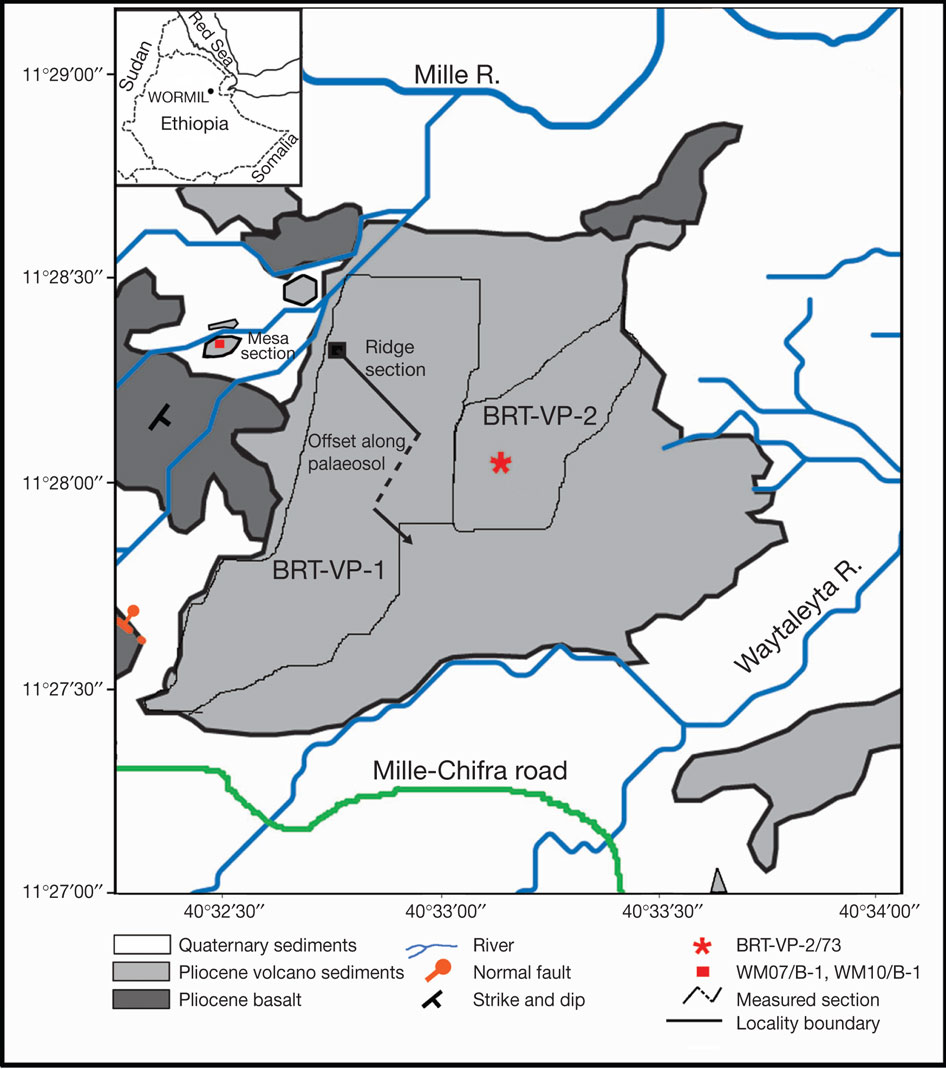 Sudan
Red Sea
WORMIL
Ethiopia
Somalia
Mille R.
11°29′00′′
11°28′30′′
11°28′00′′
11°27′30′′
11°27′00′′
Mesa
section
Ridge
section
Offset along
palaeosol
BRT-VP-2
BRT-VP-1
Waytaleyta R.
Mille-Chifra road
40°32′30′′
40°33′00′′
40°33′30′′
40°34′00′′
Quaternary sediments
Pliocene volcano sediments
Pliocene basalt
River
Normal fault
Strike and dip
BRT-VP-2/73
WM07/B-1, WM10/B-1
Measured section
Locality boundary